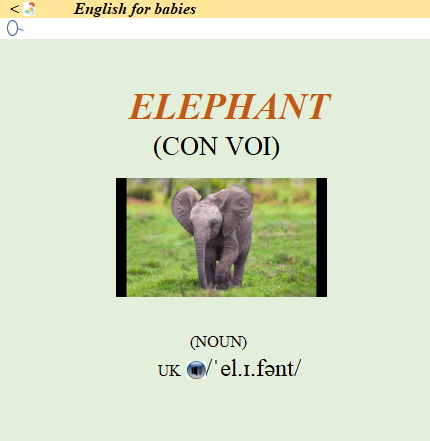 < English for babies
ELEPHANT
(CON VOI)
(NOUN)
UK /ˈel.ɪ.fənt/